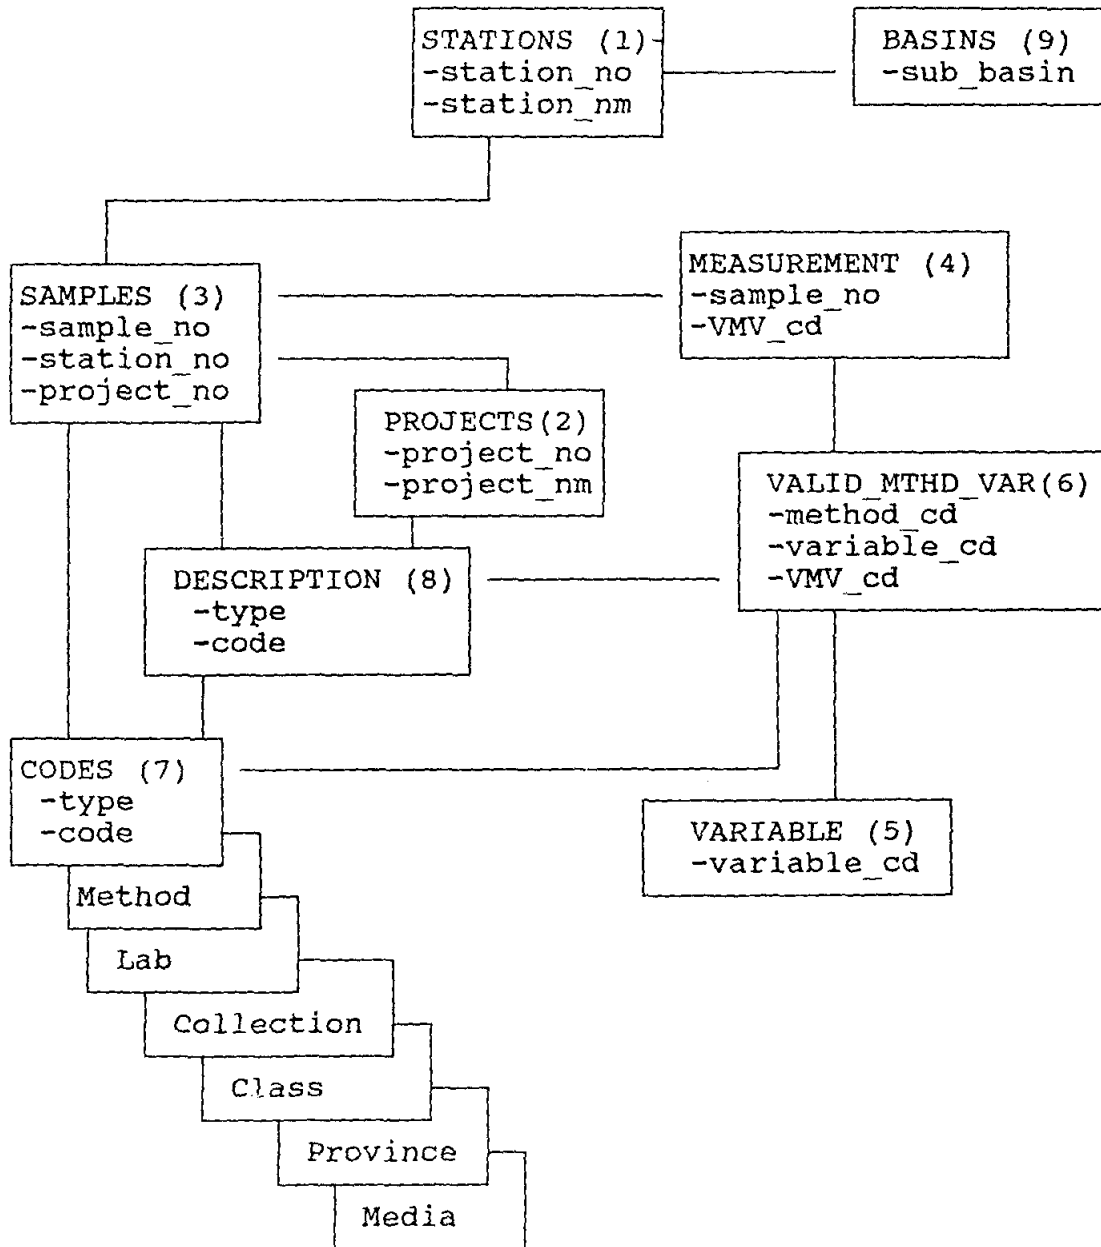 STATIONS (1)
-station_no
-station_nm
BASINS (9)
-sub_basin
SAMPLES (3)
-sample_no
-station_no
-project_no
MEASUREMENT (4)
-sample_no
-VMV_cd
PROJECTS(2)
-project_no
-project_nm
VALID_MTHD_VAR(6)
-method_cd
-variable_cd
-VMV_cd
DESCRIPTION (8)
-type
-code
CODES (7)
-type
-code
VARIABLE (5)
-variable_cd
Method
Lab
Collection
Class
Province
Media